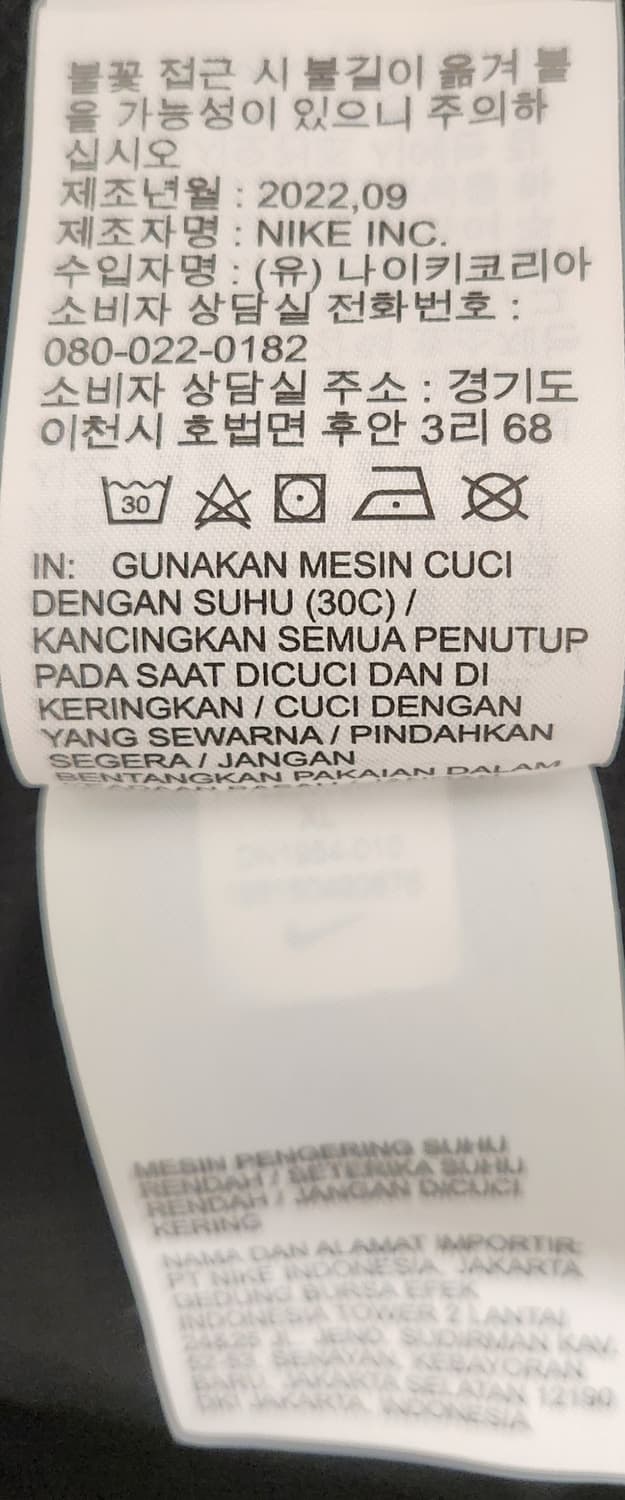 불꽃 접근 시 불길이 옮겨 붙
을 가능성이 있으니 주의하
십시오
제조년월 : 2022,09
제조자명 : NIKE INC.
수입자명 : (유) 나이키코리아
소비자 상담실 전화번호 :
080-022-0182
소비자 상담실 주소 : 경기도
이천시 호법면 후안 3리 68
30
IN: GUNAKAN MESIN CUCI
DENGAN SUHU (30C) /
KANCINGKAN SEMUA PENUTUP
PADA SAAT DICUCI DAN DI
KERINGKAN / CUCI DENGAN
YANG SEWARNA / PINDAHKAN
SEGERA / JANGAN
BENTANGKAN PAKAIAN DALAM
XL
MESIN PENGERING SUHU
RENDAH / SETERIKA SUHU
RENDAH / JANGAN DICUCI
KERING
NAMA DAN ALAMAT IMPORTIR:
PT NIKE INDONESIA, JAKARTA
GEDUNG BURSA EFEK
INDONESIA TOWER 2 LANTAI
JL. JEND. SUDIRMAN KAV.
52-53, SENAYAN, KEBAYORAN
BARU, JAKARTA SELATAN 12190
DKI JAKARTA, INDONESIA